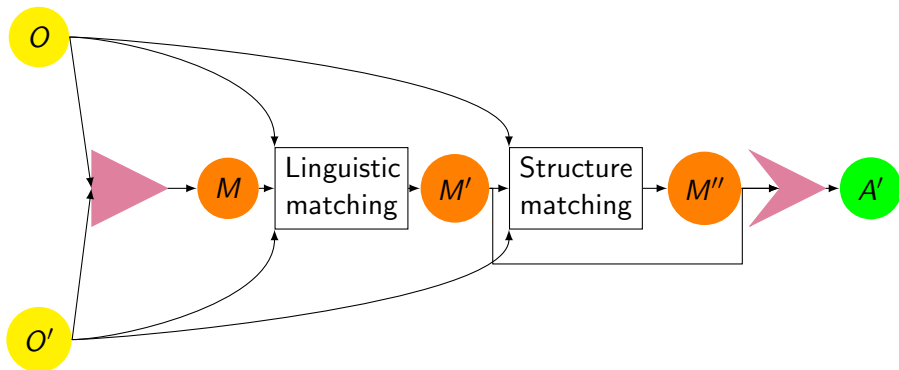 O
M
Linguistic
matching
M′
Structure
matching
M′′
A′
O′